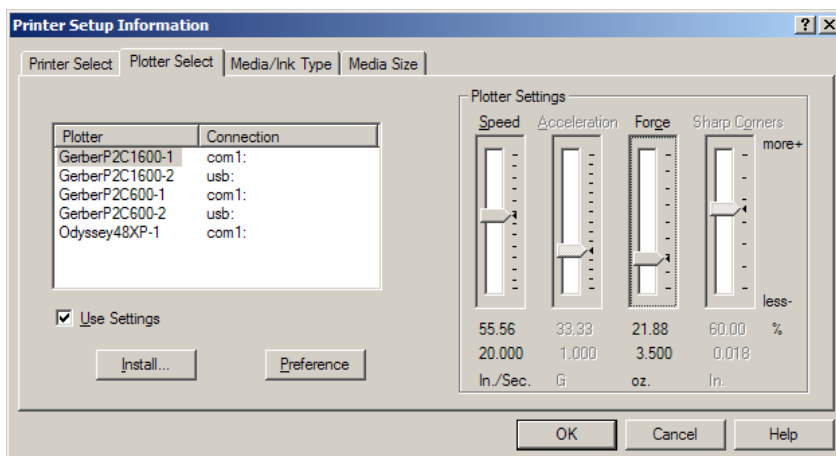 Printer Setup Information
Printer Select Plotter Select Media/Ink Type Media Size
Plotter Connection
GerberP2C1600-1 com1:
GerberP2C1600-2 usb:
GerberP2C600-1 com1:
GerberP2C600-2 usb:
Odyssey48XP-1 com1:
Use Settings
Install... Preference
Plotter Settings
Speed Acceleration Force Sharp Corners
more+
less-
55.56 33.33 21.88 60.00 %
20.000 1.000 3.500 0.018
In./Sec. G oz. In.
OK Cancel Help